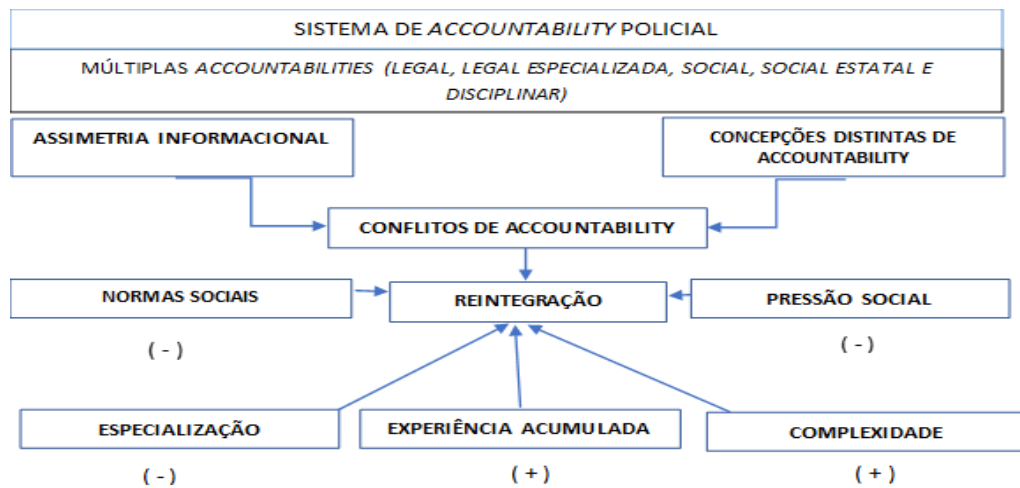 SISTEMA DE ACCOUNTABILITY POLICIAL
MÚLTIPLAS ACCOUNTABILITIES (LEGAL, LEGAL ESPECIALIZADA, SOCIAL, SOCIAL ESTATAL E
DISCIPLINAR)
ASSIMETRIA INFORMACIONAL
CONCEPÇÕES DISTINTAS DE
ACCOUNTABILITY
CONFLITOS DE ACCOUNTABILITY
NORMAS SOCIAIS
REINTEGRAÇÃO
PRESSÃO SOCIAL
( - )
( - )
ESPECIALIZAÇÃO
EXPERIÊNCIA ACUMULADA
COMPLEXIDADE
( - )
( + )
( + )